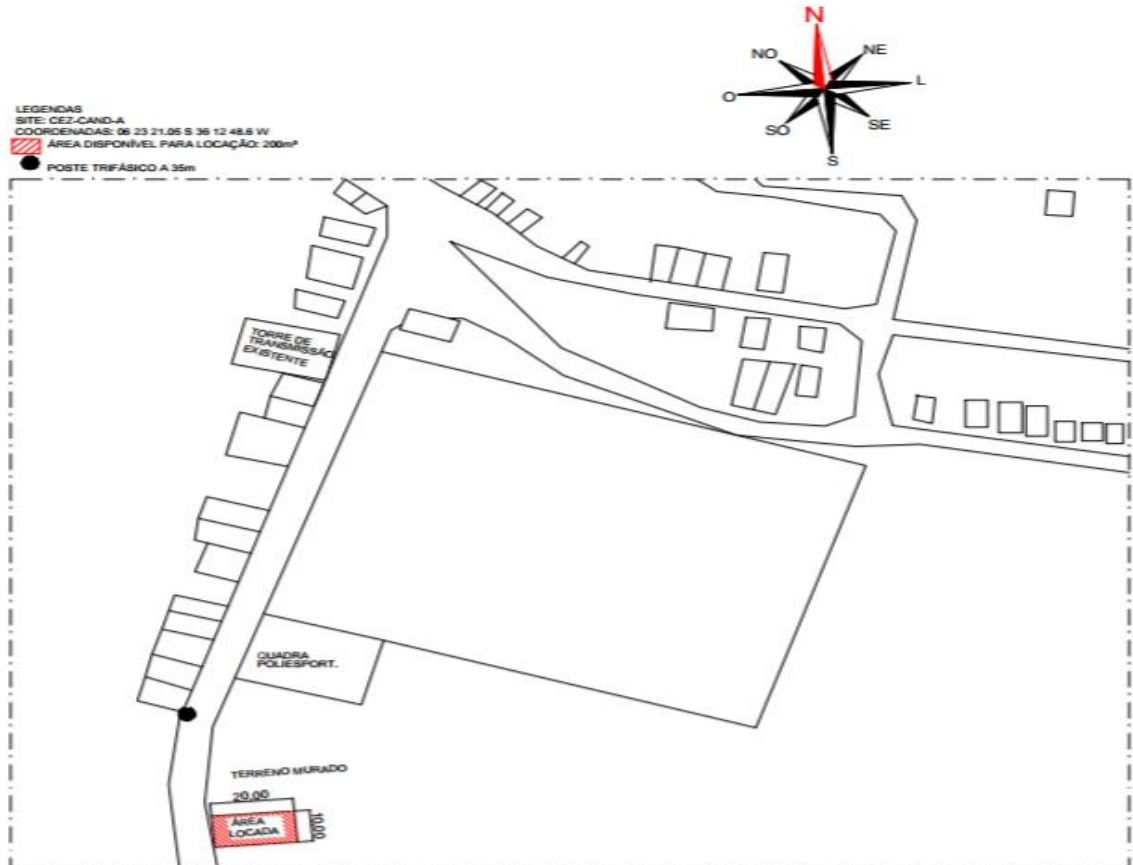 N
NO
NE
O
L
SO
SE
S
LEGENDAS
SITE: CEZ-CAND-A
COORDENADAS: 06 23 21.05 S 36 12 48.6 W
ÁREA DISPONÍVEL PARA LOCAÇÃO: 200m²
POSTE TRIFÁSICO A 35m
TORRE DE
TRANSMISSÃO
EXISTENTE
QUADRA
POLIESPORT.
TERRENO MURADO
20.00
ÁREA
LOCADA
10.00